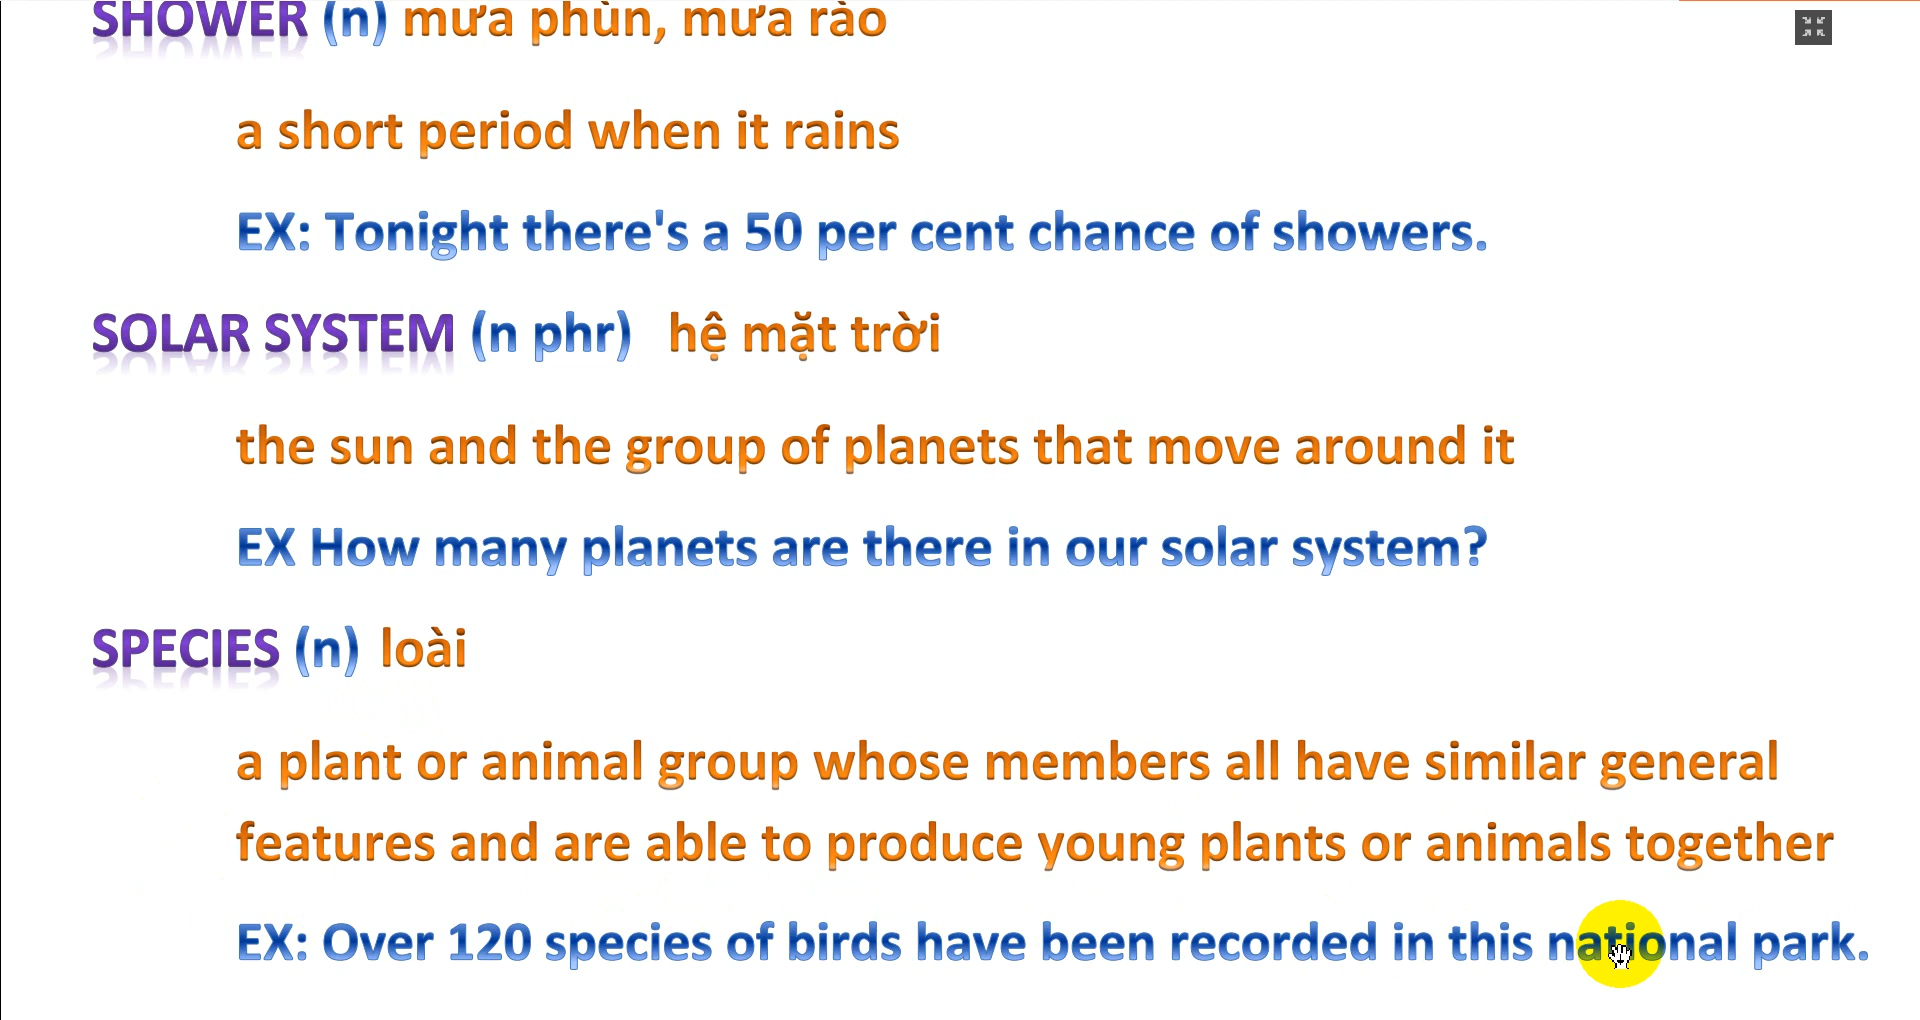 SHOWER (n) mưa phùn, mưa rào
a short period when it rains
EX: Tonight there's a 50 per cent chance of showers.
SOLAR SYSTEM (n phr) hệ mặt trời
the sun and the group of planets that move around it
EX How many planets are there in our solar system?
SPECIES (n) loài
a plant or animal group whose members all have similar general
features and are able to produce young plants or animals together
EX: Over 120 species of birds have been recorded in this national park.